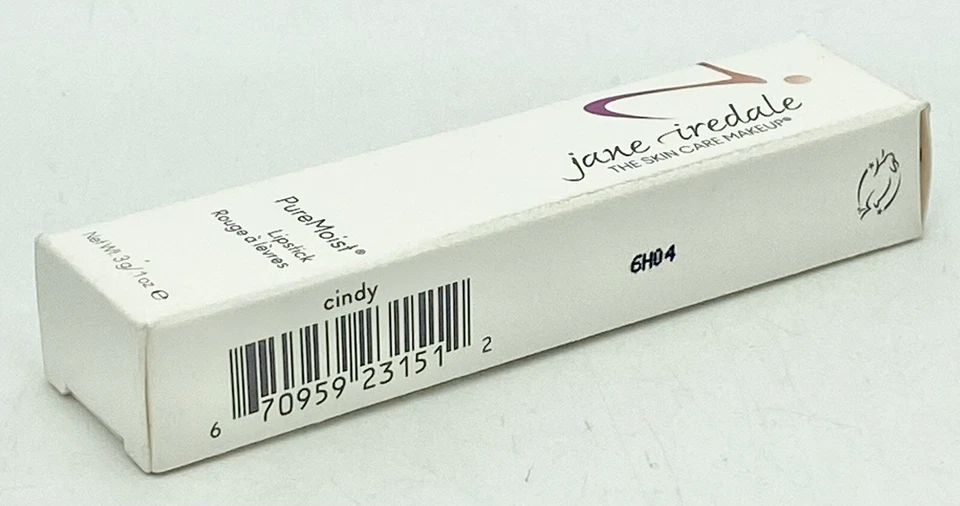 jane iredale
THE SKIN CARE MAKEUP®
PureMoist®
Lipstick
Rouge à lèvres
Net Wt. 3 g/.1 oz e
cindy
6 70959 23151 2
6H04